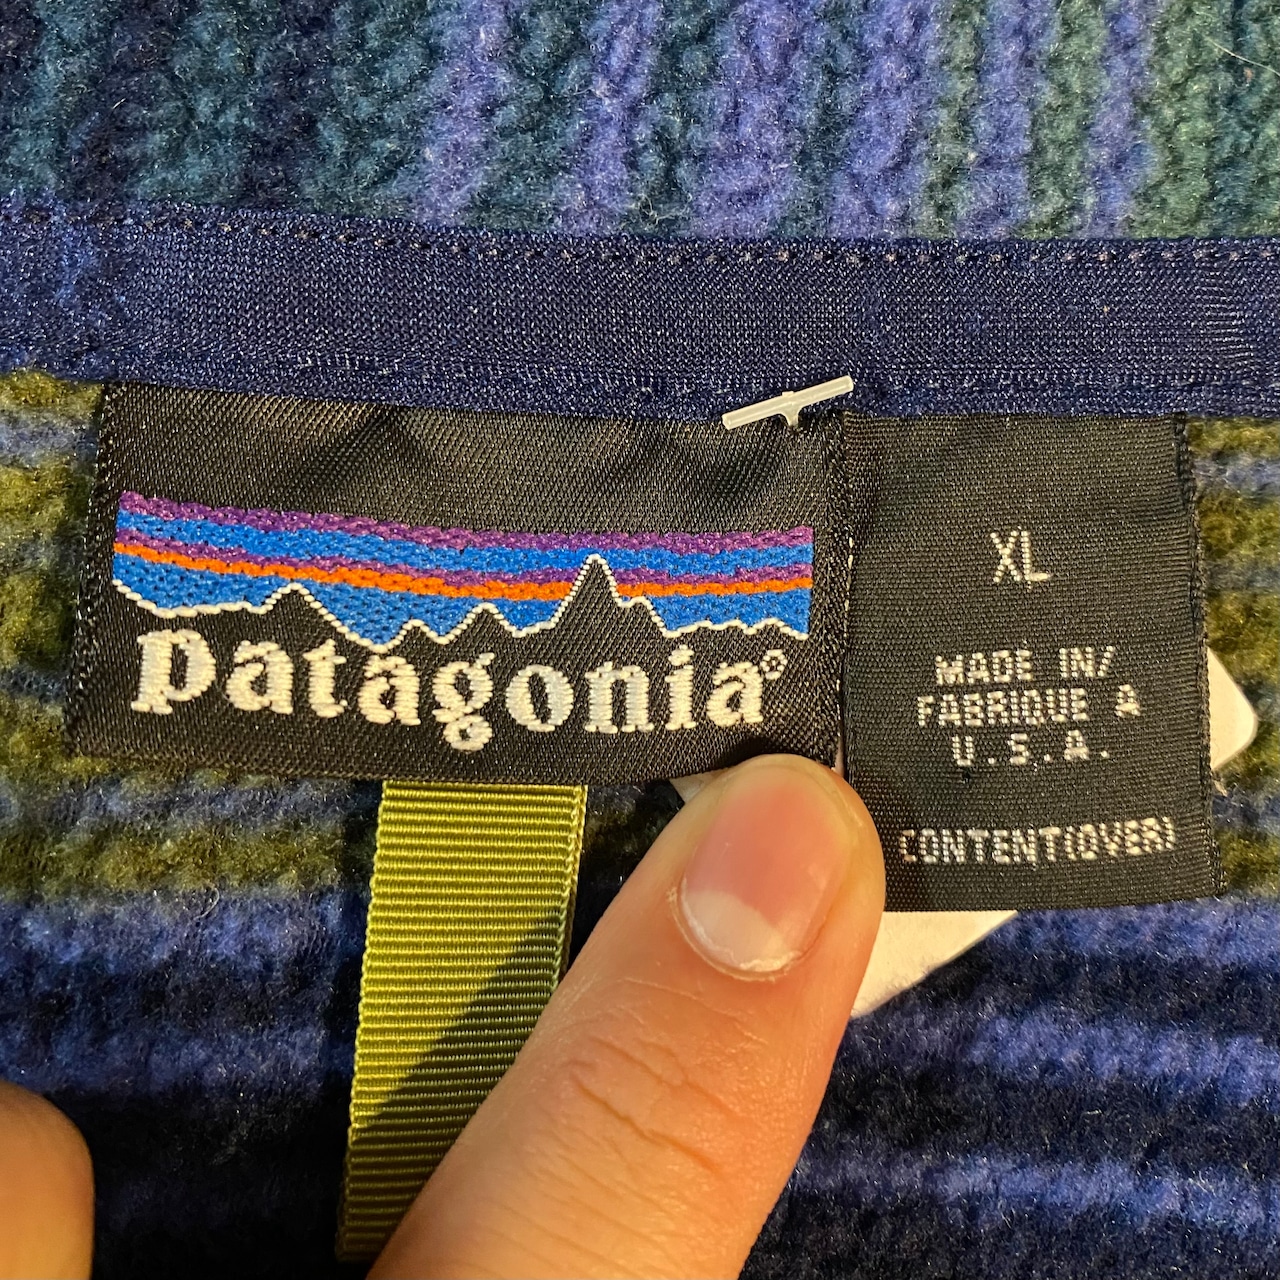 patagonia®
XL
MADE IN/
FABRIQUE A
U.S.A.
CONTENT(OVER)